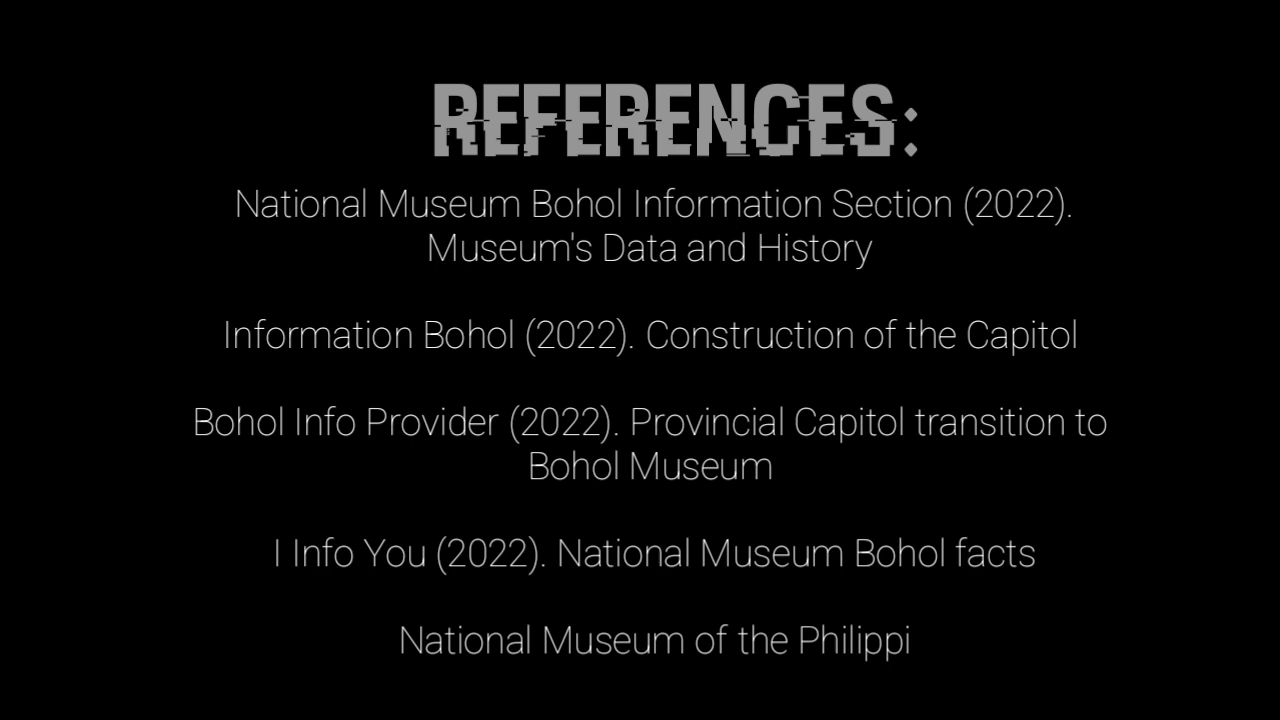 REFERENCES:
National Museum Bohol Information Section (2022).
Museum's Data and History
Information Bohol (2022). Construction of the Capitol
Bohol Info Provider (2022). Provincial Capitol transition to
Bohol Museum
I Info You (2022). National Museum Bohol facts
National Museum of the Philippi